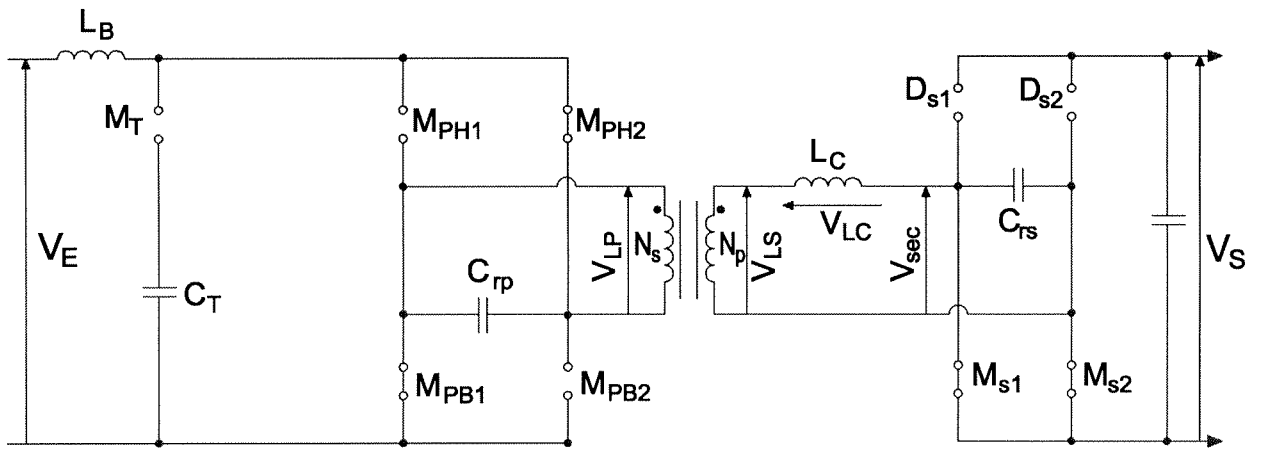 L_B
M_T
M_PH1
M_PH2
D_s1
D_s2
L_C
V_E
C_T
C_rp
V_LP
N_s
N_p
V_LS
V_LC
V_sec
C_rs
V_S
M_PB1
M_PB2
M_s1
M_s2